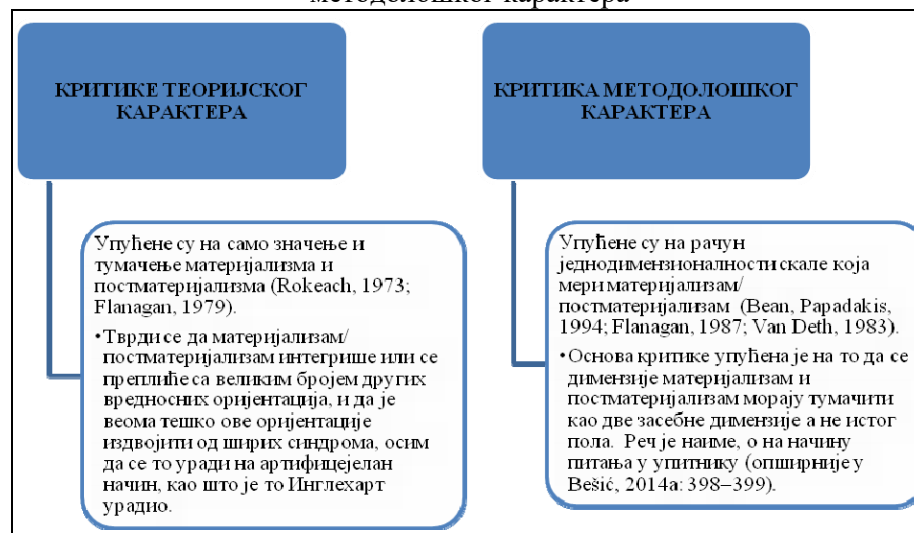 методолошког карактера
КРИТИКЕ ТЕОРИЈСКОГ
КАРАКТЕРА
Упућене су на само значење и
тумачење материјализма и
постматеријализма (Rokeach, 1973;
Flanagan, 1979).
•Тврди се да материјализам/
постматеријализам интегрише или се
преплиће са великим бројем других
вредносних оријентација, и да је
веома тешко ове оријентације
издвојити од ширих синдрома, осим
да се то уради на артифицејелан
начин, као што је то Инглехарт
урадио.
КРИТИКА МЕТОДОЛОШКОГ
КАРАКТЕРА
Упућене су на рачун
једнодимензионалности скале која
мери материјализам/
постматеријализам (Bean, Papadakis,
1994; Flanagan, 1987; Van Deth, 1983).
•Основа критике упућена је на то да се
димензије материјализам и
постматеријализам морају тумачити
као две засебне димензије а не истог
пола. Реч је наиме, о на начину
питања у упитнику (опширније у
Bešić, 2014a: 398–399).